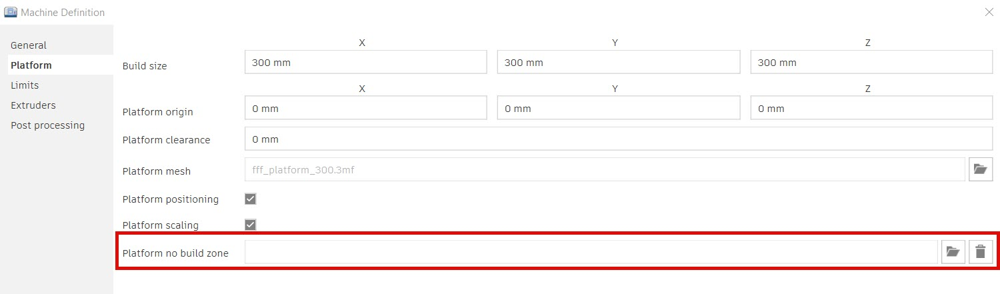 Machine Definition
General
Platform
Limits
Extruders
Post processing
X Y Z
Build size 300 mm 300 mm 300 mm
X Y Z
Platform origin 0 mm 0 mm 0 mm
Platform clearance 0 mm
Platform mesh fff_platform_300.3mf
Platform positioning
Platform scaling
Platform no build zone